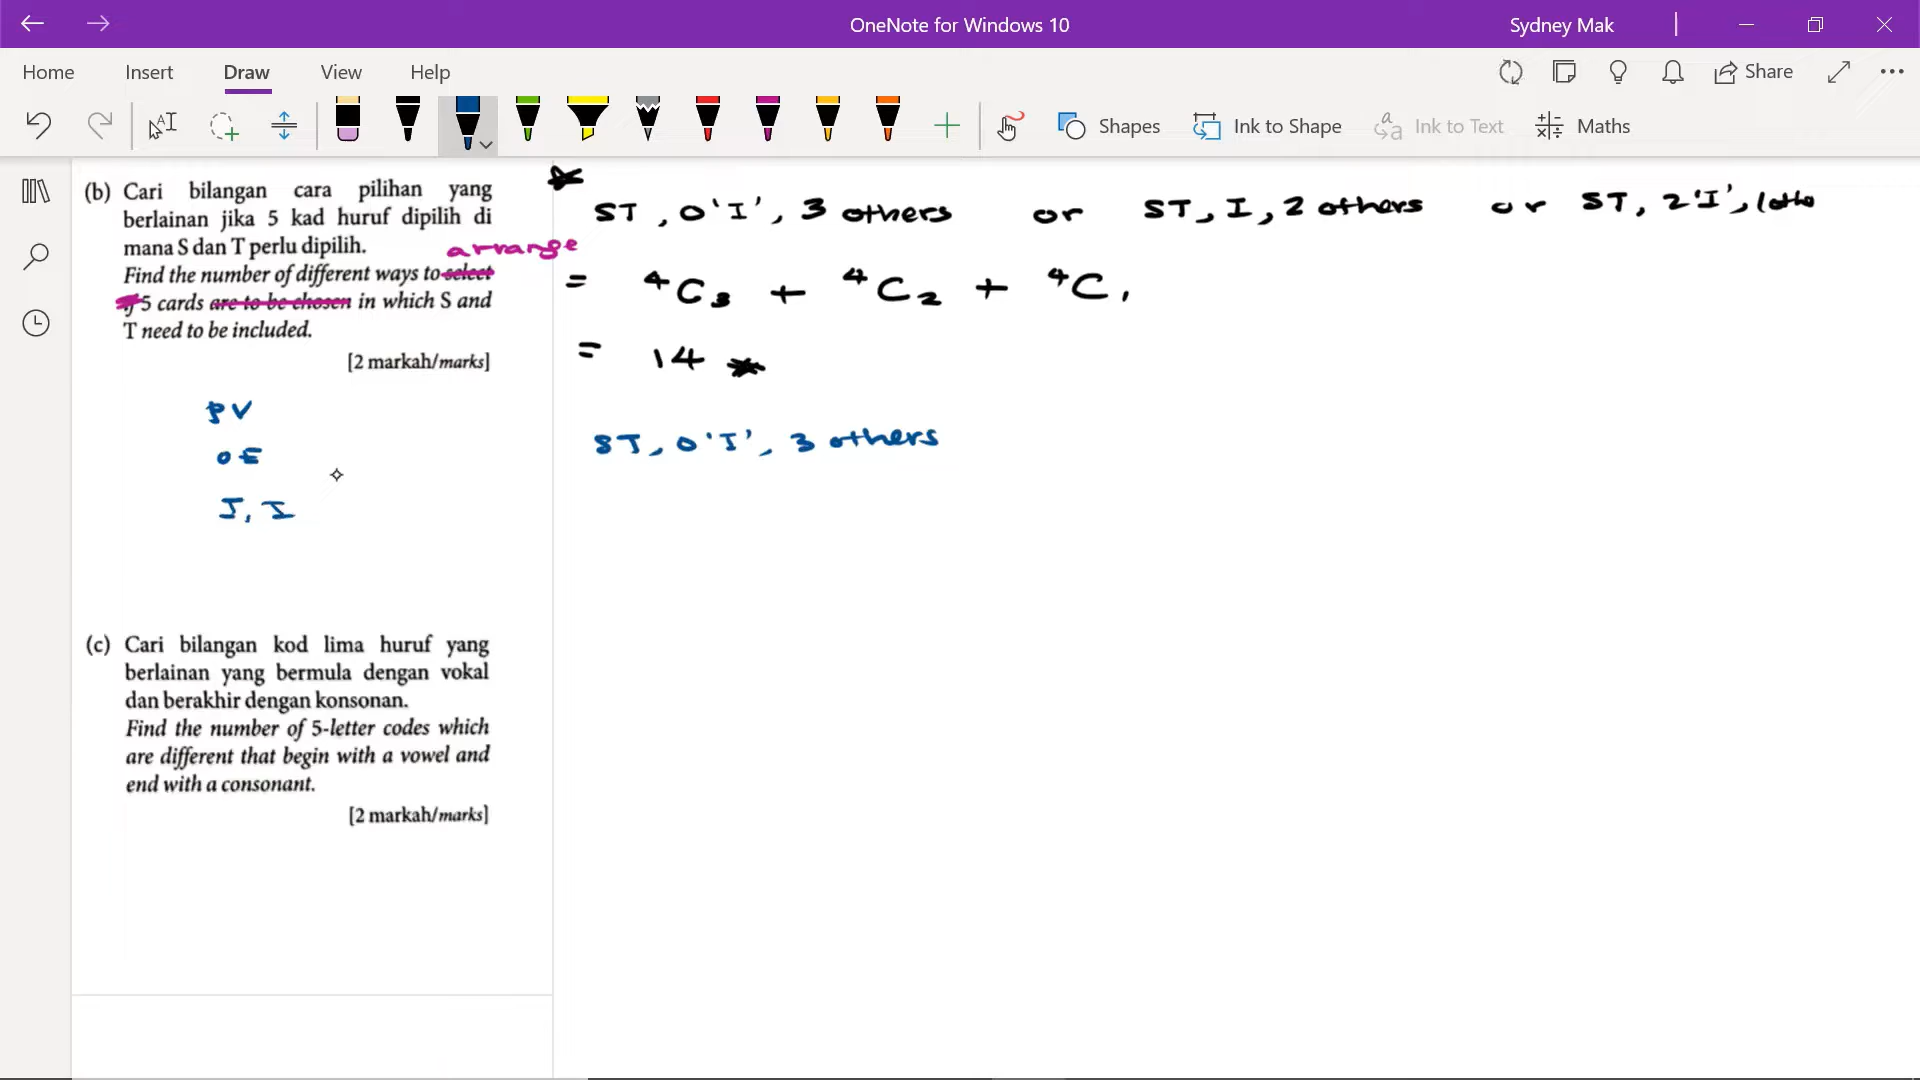 OneNote for Windows 10
Sydney Mak
Home Insert Draw View Help
Share
Shapes Ink to Shape Ink to Text Maths
(b) Cari bilangan cara pilihan yang
berlainan jika 5 kad huruf dipilih di
mana S dan T perlu dipilih.
arrange
Find the number of different ways to select
if 5 cards are to be chosen in which S and
T need to be included.
[2 markah/marks]
PV
OE
I, I
(c) Cari bilangan kod lima huruf yang
berlainan yang bermula dengan vokal
dan berakhir dengan konsonan.
Find the number of 5-letter codes which
are different that begin with a vowel and
end with a consonant.
[2 markah/marks]
ST, 0'I', 3 others or ST, I, 2 others or ST, 2'I',
= ⁴C₃ + ⁴C₂ + ⁴C₁
= 14
ST, 0'I', 3 others